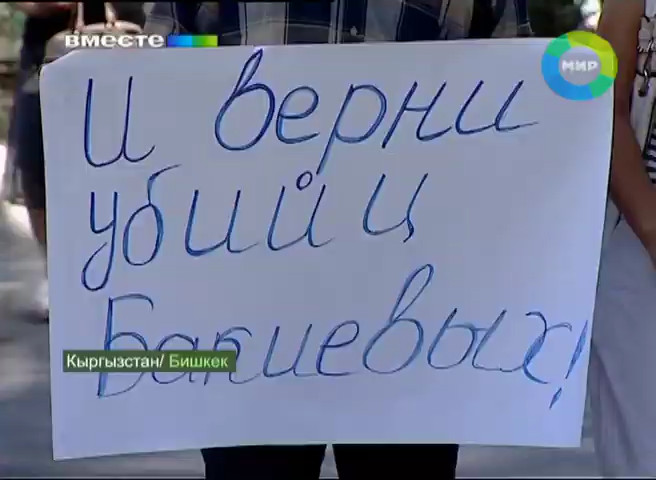 вместе
МИР
И верни
убийц
Бакиевых!
Кыргызстан/ Бишкек